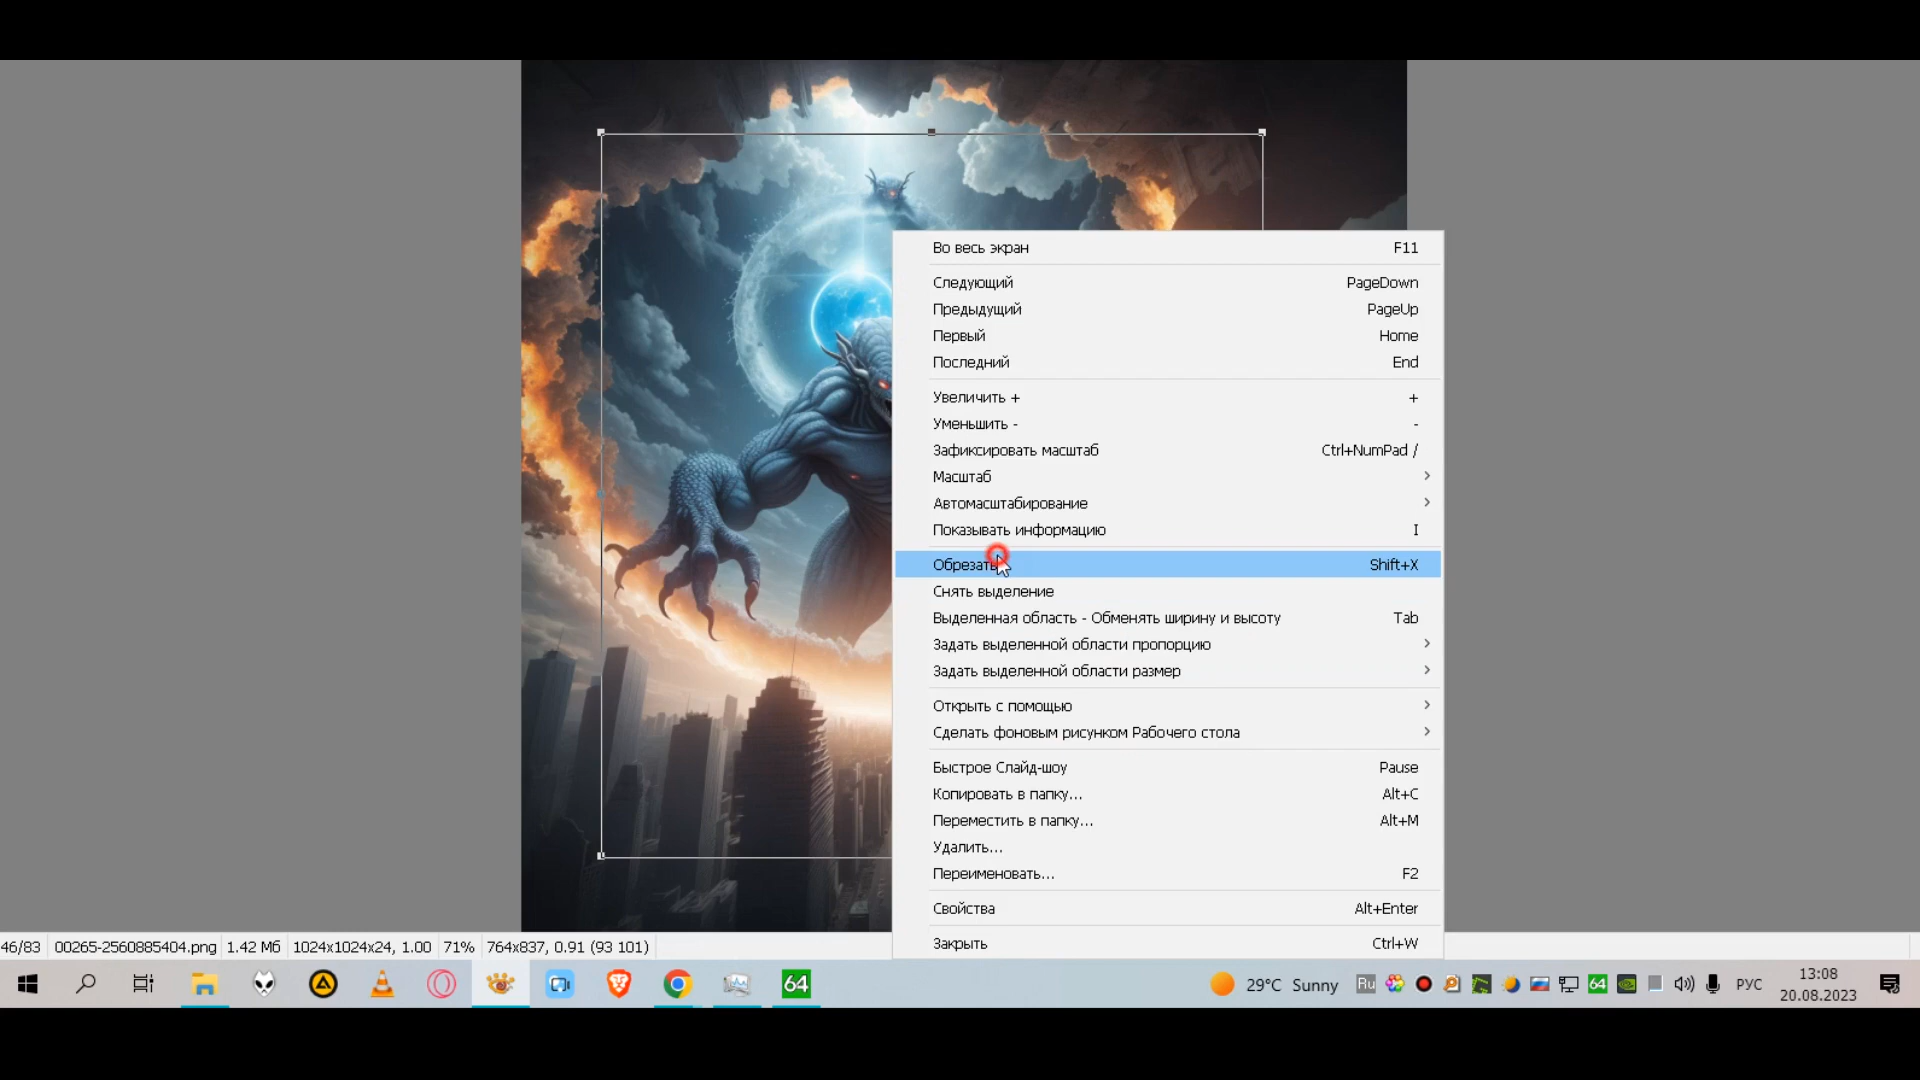 Во весь экран F11
Следующий PageDown
Предыдущий PageUp
Первый Home
Последний End
Увеличить + +
Уменьшить - -
Зафиксировать масштаб Ctrl+NumPad /
Масштаб
Автомасштабирование
Показывать информацию I
Обрезать Shift+X
Снять выделение
Выделенная область - Обменять ширину и высоту Tab
Задать выделенной области пропорцию
Задать выделенной области размер
Открыть с помощью
Сделать фоновым рисунком Рабочего стола
Быстрое Слайд-шоу Pause
Копировать в папку... Alt+C
Переместить в папку... Alt+M
Удалить...
Переименовать... F2
Свойства Alt+Enter
Закрыть Ctrl+W
46/83 00265-2560885404.png 1.42 Мб 1024x1024x24, 1.00 71% 764x837, 0.91 (93 101)
64 29°C Sunny Ru 64 РУС 13:08
20.08.2023